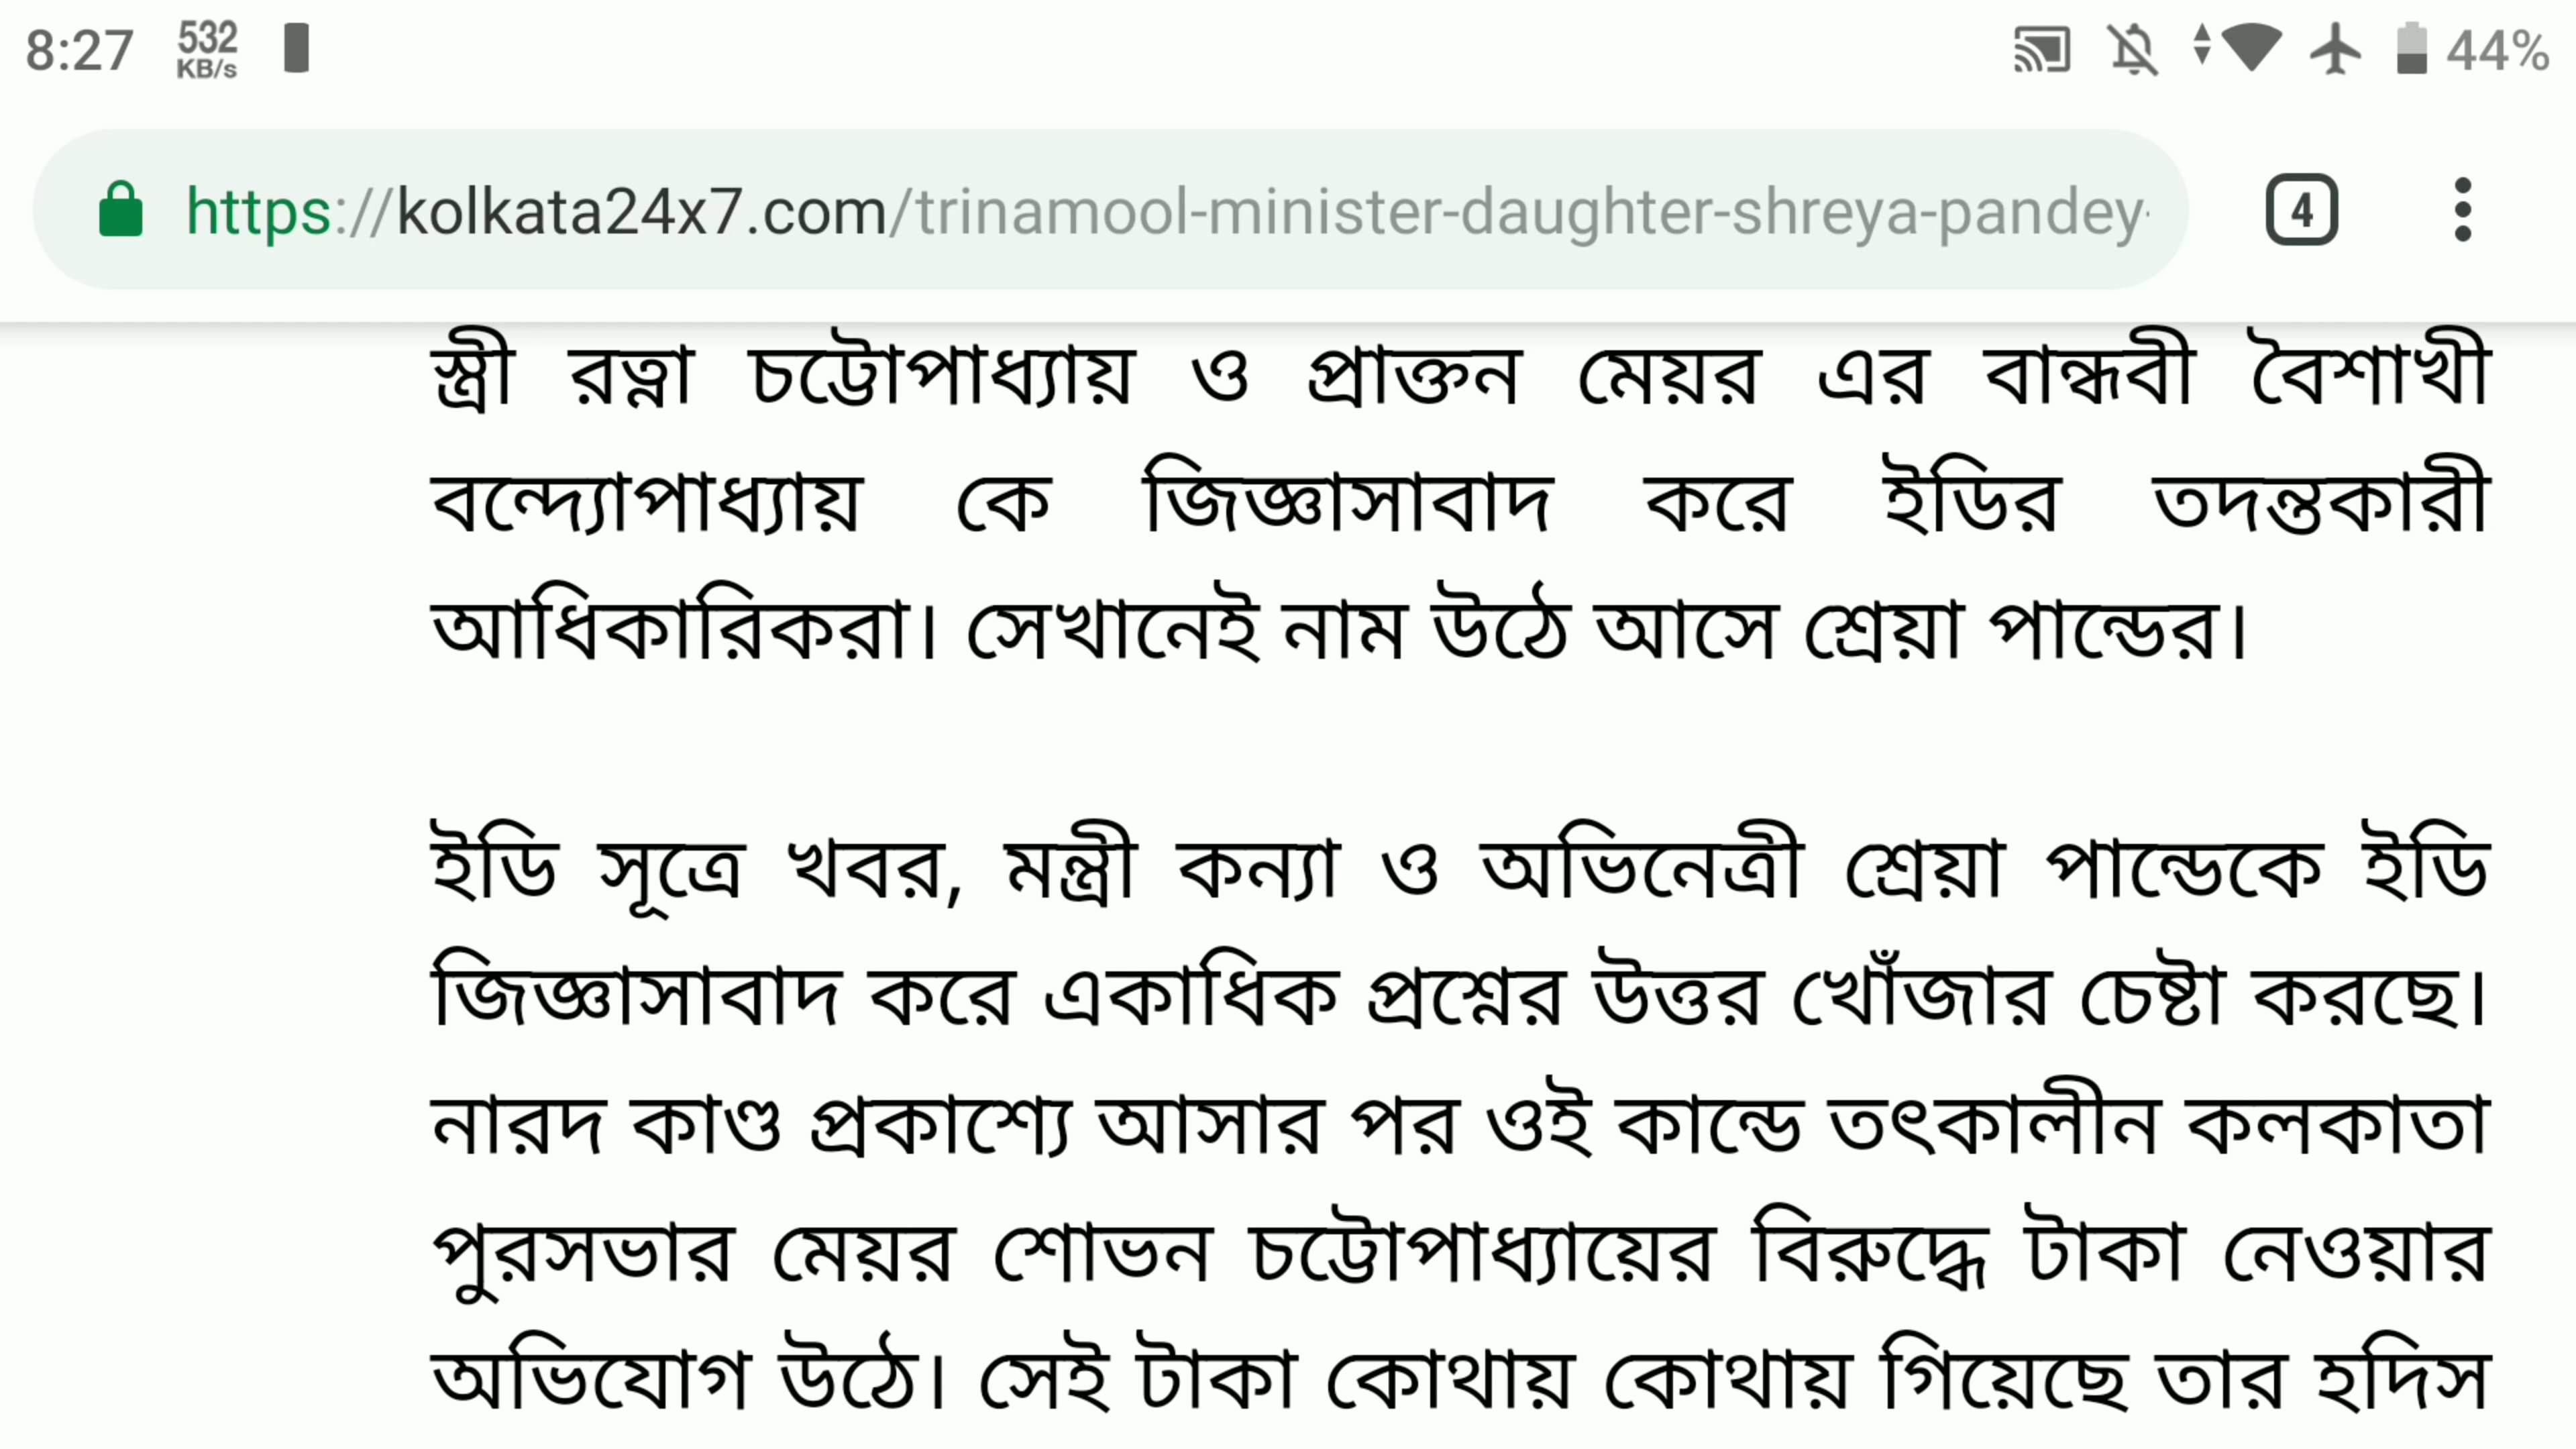 8:27 532 KB/s 44%
https://kolkata24x7.com/trinamool-minister-daughter-shreya-pandey- 4
স্ত্রী রত্না চট্টোপাধ্যায় ও প্রাক্তন মেয়র এর বান্ধবী বৈশাখী
বন্দ্যোপাধ্যায় কে জিজ্ঞাসাবাদ করে ইডির তদন্তকারী
আধিকারিকরা। সেখানেই নাম উঠে আসে শ্রেয়া পান্ডের।
ইডি সূত্রে খবর, মন্ত্রী কন্যা ও অভিনেত্রী শ্রেয়া পান্ডেকে ইডি
জিজ্ঞাসাবাদ করে একাধিক প্রশ্নের উত্তর খোঁজার চেষ্টা করছে।
নারদ কাণ্ড প্রকাশ্যে আসার পর ওই কান্ডে তৎকালীন কলকাতা
পুরসভার মেয়র শোভন চট্টোপাধ্যায়ের বিরুদ্ধে টাকা নেওয়ার
অভিযোগ উঠে। সেই টাকা কোথায় কোথায় গিয়েছে তার হদিস